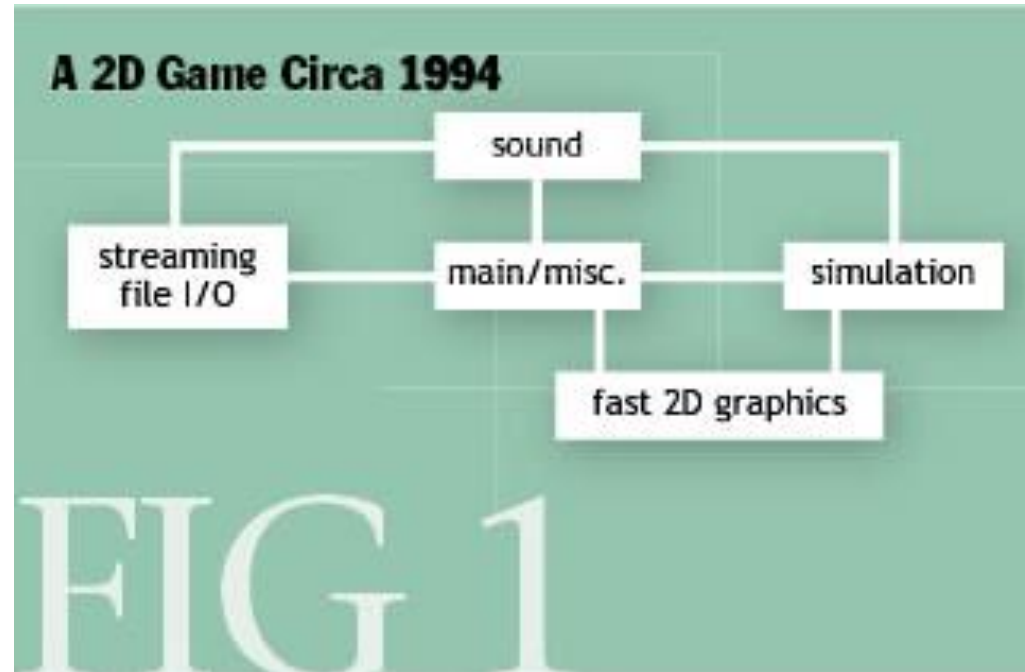 A 2D Game Circa 1994
sound
streaming
file I/O
main/misc.
simulation
fast 2D graphics
FIG 1